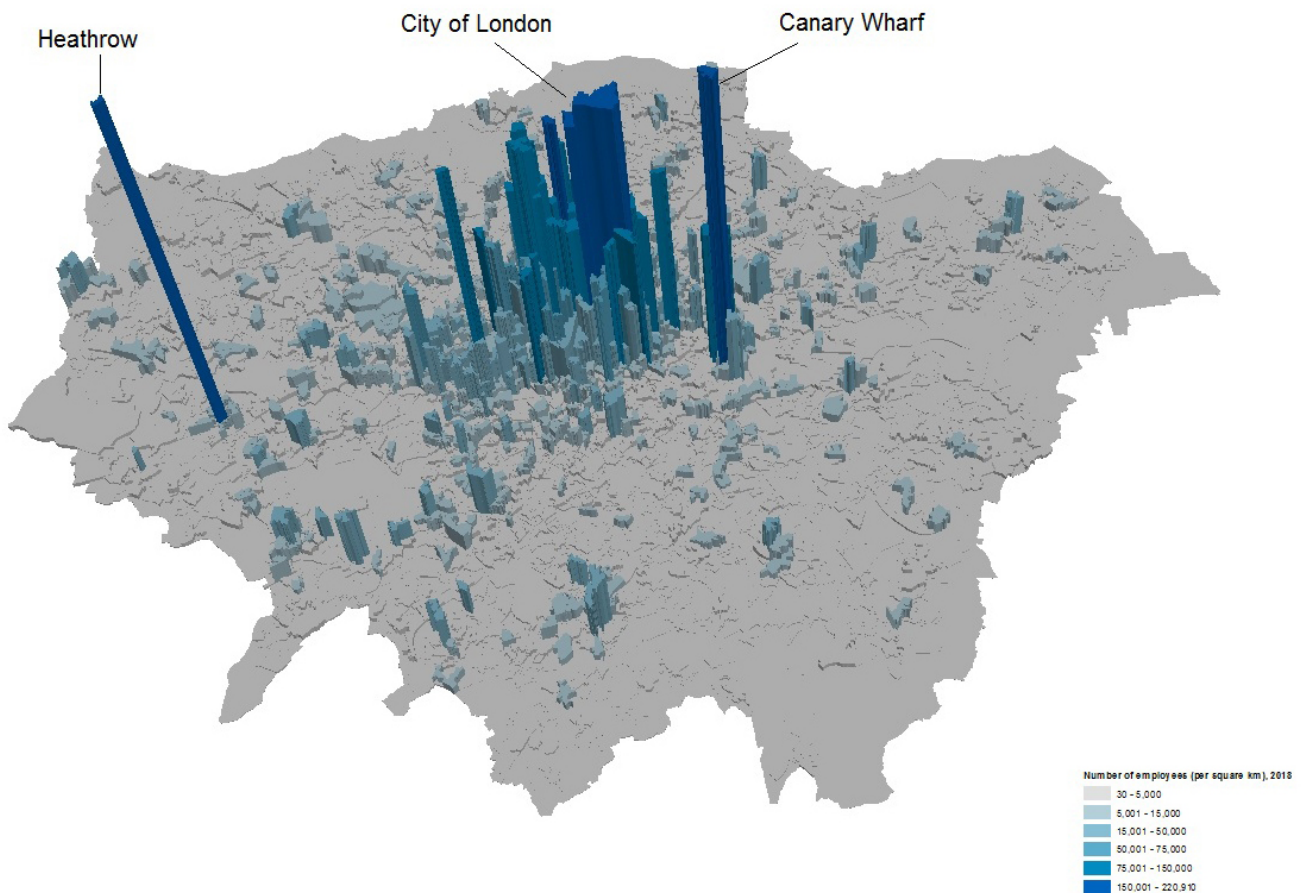 Heathrow
City of London
Canary Wharf
Number of employees (per square km), 2018
30 - 5,000
5,001 - 15,000
15,001 - 50,000
50,001 - 75,000
75,001 - 150,000
150,001 - 220,910